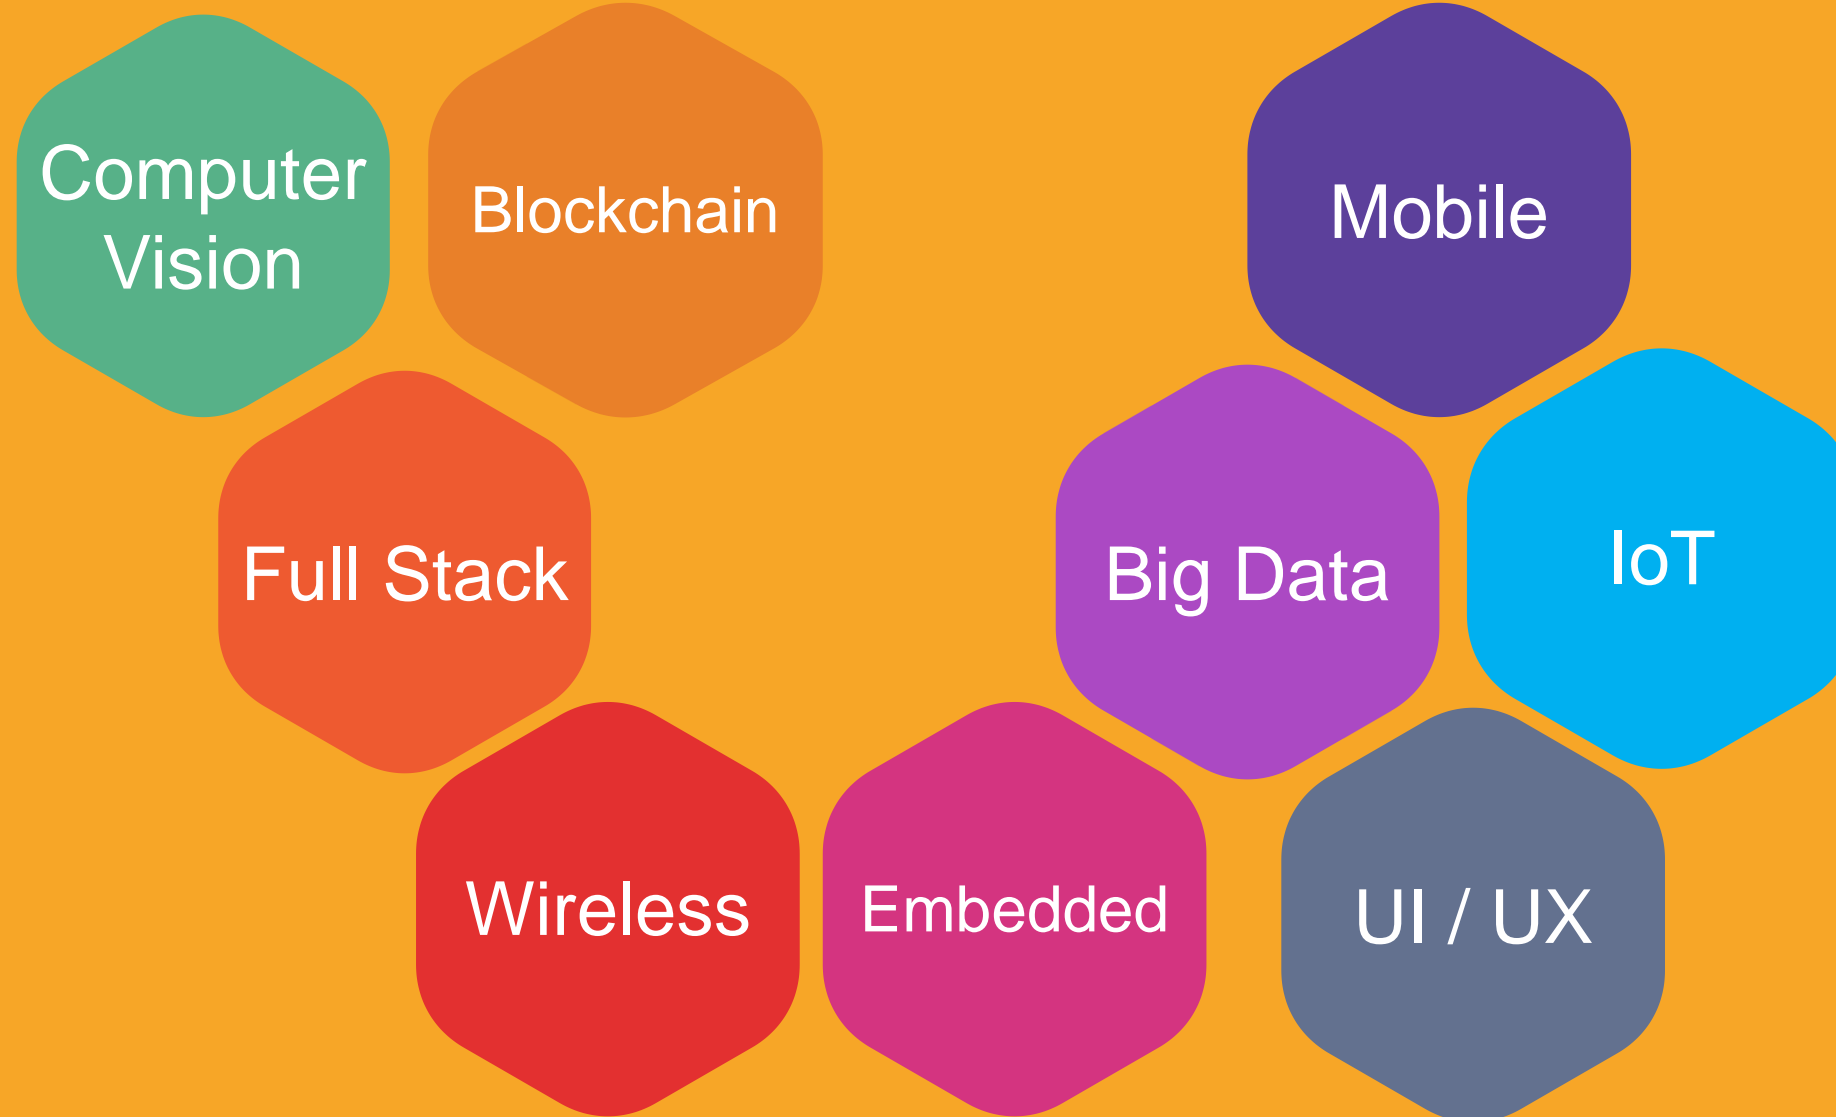 Computer
Vision
Blockchain
Mobile
Full Stack
Big Data
IoT
Wireless
Embedded
UI / UX